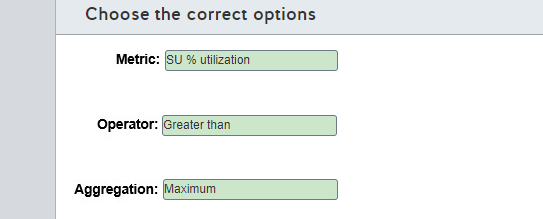 Choose the correct options
Metric: SU % utilization
Operator: Greater than
Aggregation: Maximum